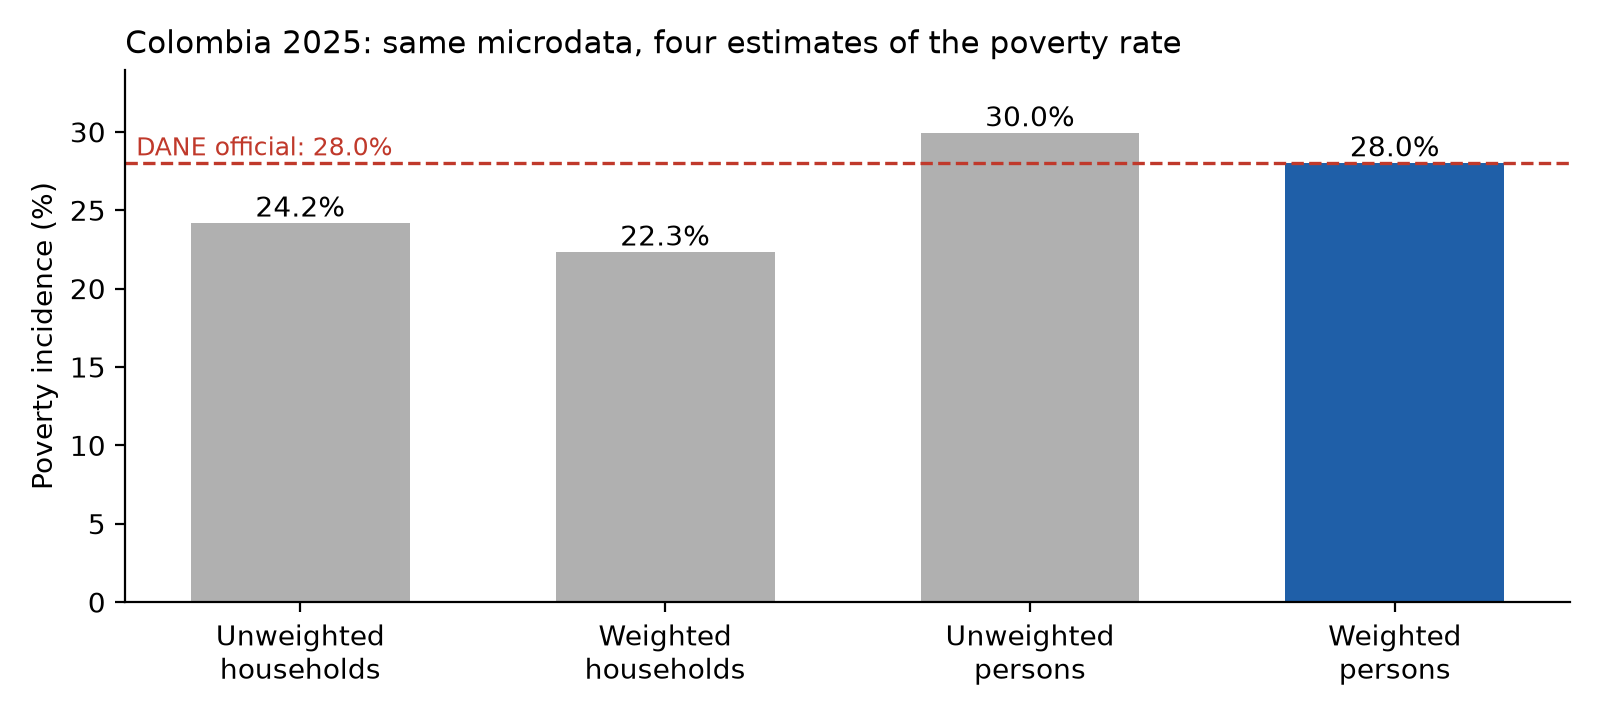 Colombia 2025: same microdata, four estimates of the poverty rate
Poverty incidence (%)
30
25
20
15
10
5
0
DANE official: 28.0%
24.2%
22.3%
30.0%
28.0%
Unweighted
households
Weighted
households
Unweighted
persons
Weighted
persons